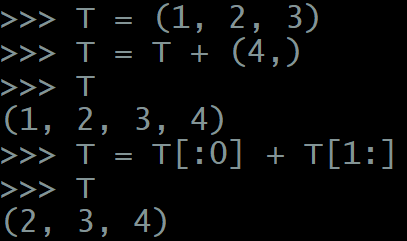 >>> T = (1, 2, 3)
>>> T = T + (4,)
>>> T
(1, 2, 3, 4)
>>> T = T[:0] + T[1:]
>>> T
(2, 3, 4)